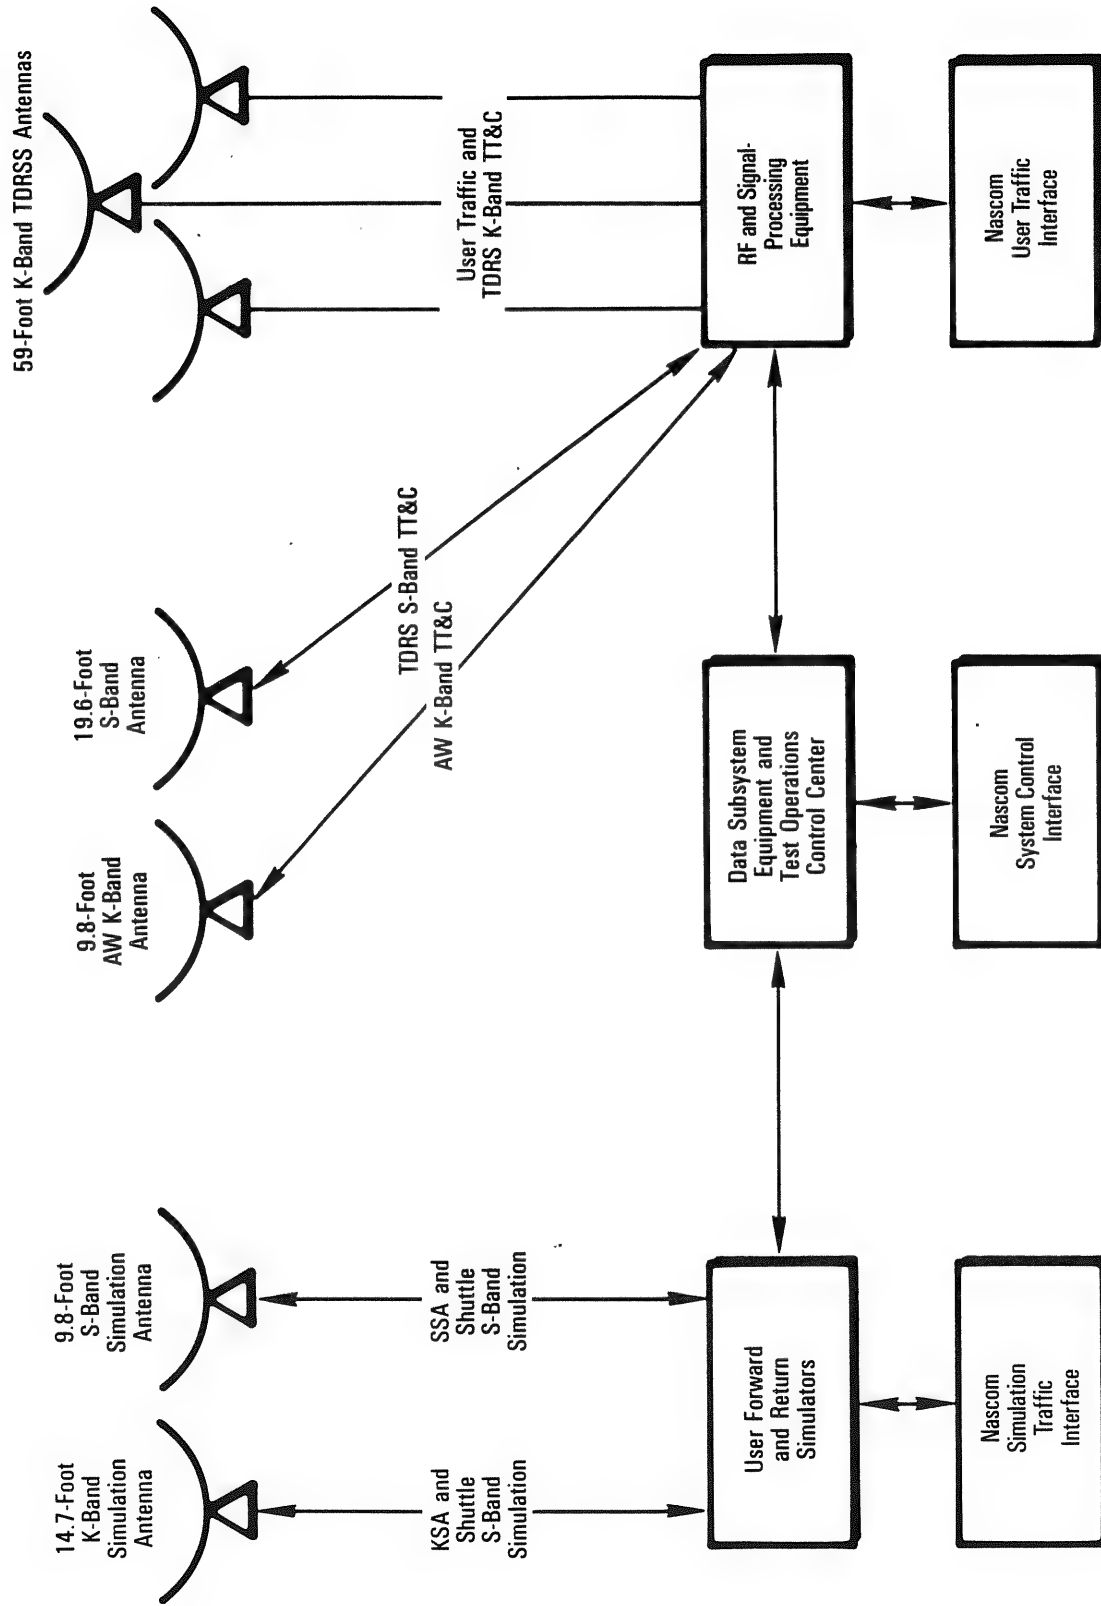 14.7-Foot
K-Band
Simulation
Antenna
9.8-Foot
S-Band
Simulation
Antenna
9.8-Foot
AW K-Band
Antenna
19.6-Foot
S-Band
Antenna
59-Foot K-Band TDRSS Antennas
KSA and
Shuttle
S-Band
Simulation
SSA and
Shuttle
S-Band
Simulation
TDRS S-Band TT&C
AW K-Band TT&C
User Traffic and
TDRS K-Band TT&C
User Forward
and Return
Simulators
Data Subsystem
Equipment and
Test Operations
Control Center
RF and Signal-
Processing
Equipment
Nascom
Simulation
Traffic
Interface
Nascom
System Control
Interface
Nascom
User Traffic
Interface